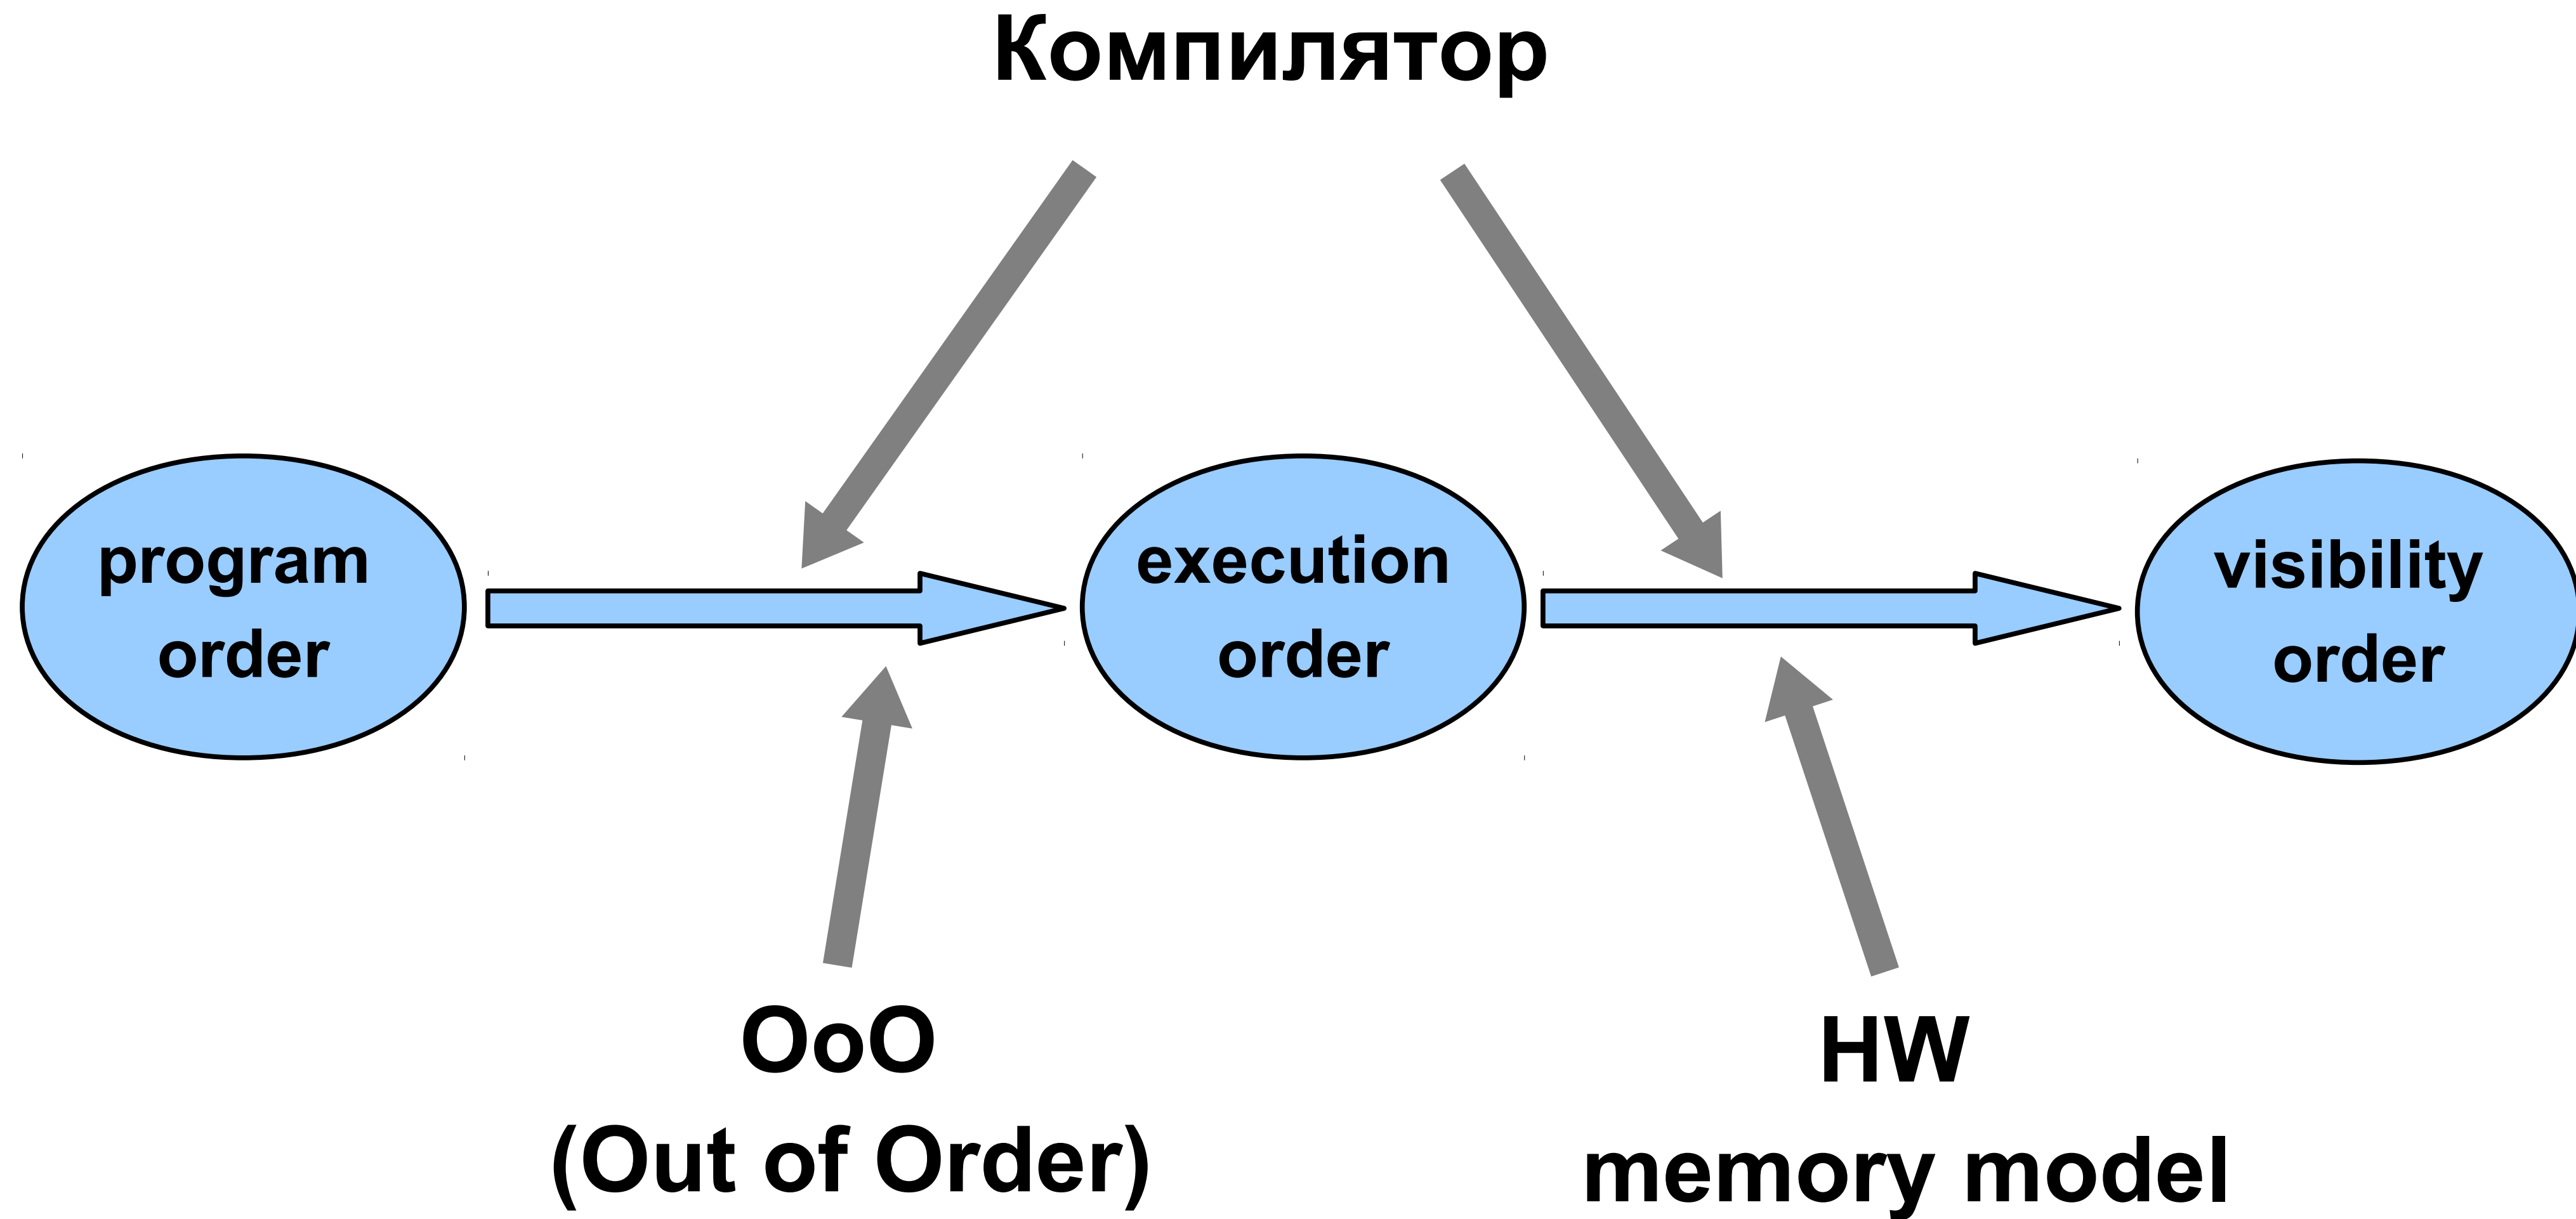 Компилятор
program
order
execution
order
visibility
order
OoO
(Out of Order)
HW
memory model